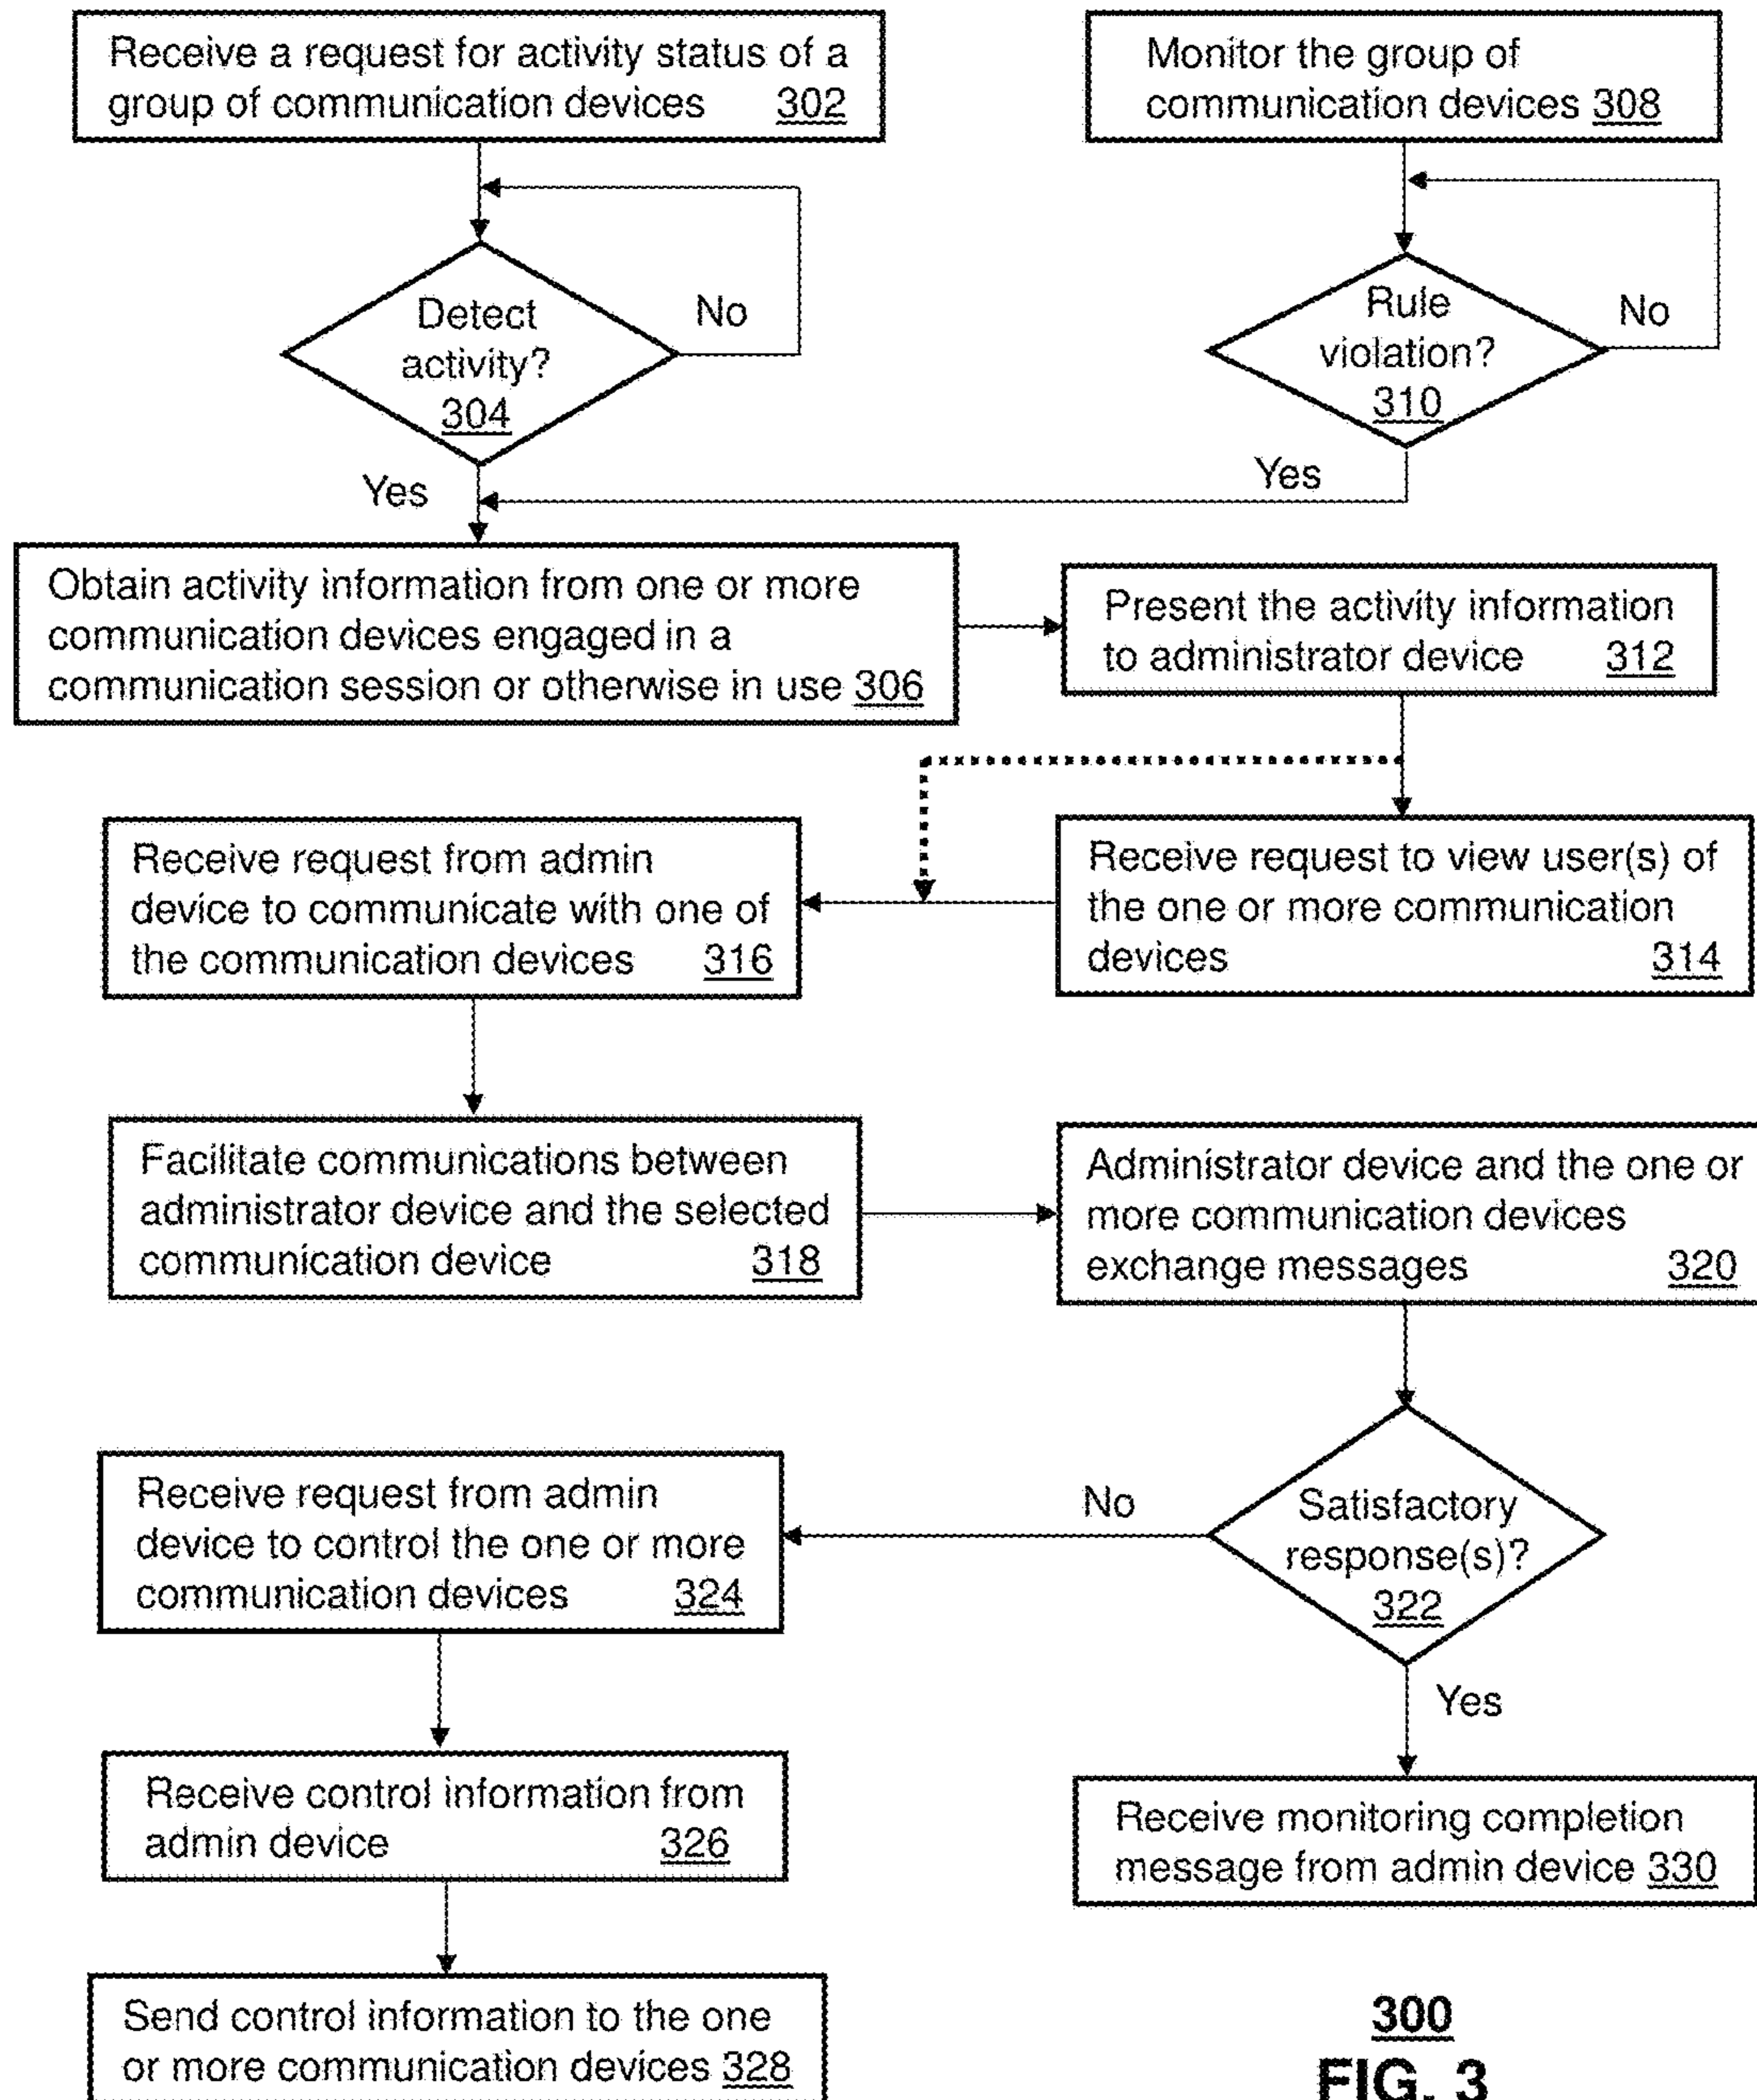 Receive a request for activity status of a
group of communication devices 302
Monitor the group of
communication devices 308
Detect
activity?
304
No
Rule
violation?
310
No
Yes
Yes
Obtain activity information from one or more
communication devices engaged in a
communication session or otherwise in use 306
Present the activity information
to administrator device 312
Receive request from admin
device to communicate with one of
the communication devices 316
Receive request to view user(s) of
the one or more communication
devices 314
Facilitate communications between
administrator device and the selected
communication device 318
Administrator device and the one or
more communication devices
exchange messages 320
Receive request from admin
device to control the one or more
communication devices 324
No
Satisfactory
response(s)?
322
Yes
Receive control information from
admin device 326
Receive monitoring completion
message from admin device 330
Send control information to the one
or more communication devices 328
300
FIG. 3